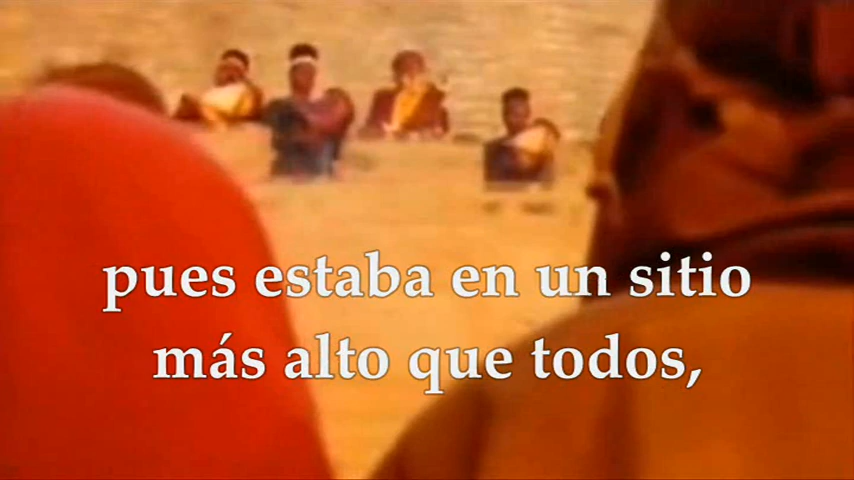 pues estaba en un sitio
más alto que todos,